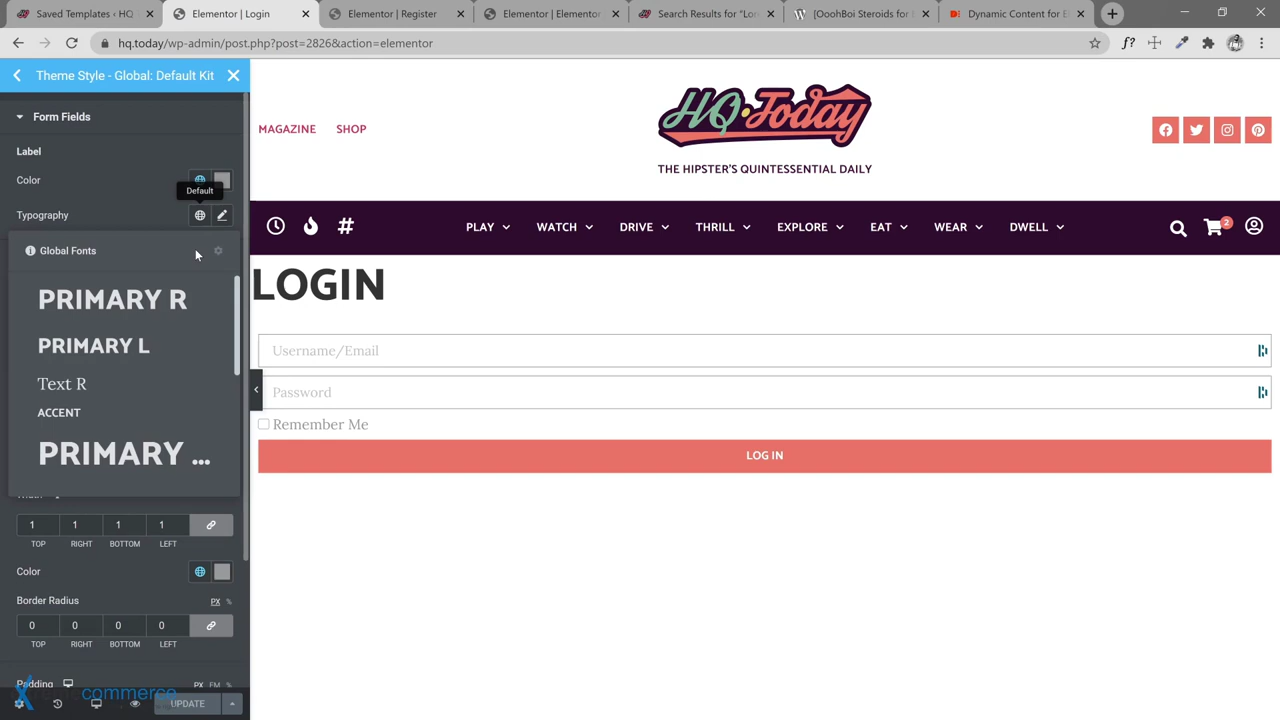 Saved Templates ‹ HQ
Elementor | Login
Elementor | Register
Elementor | Elementor
Search Results for "Lor
[OoohBoi Steroids for
Dynamic Content for E
hq.today/wp-admin/post.php?post=2826&action=elementor
f?
Theme Style - Global: Default Kit
Form Fields
Label
Color
Default
Typography
Global Fonts
PRIMARY R
PRIMARY L
Text R
ACCENT
PRIMARY ...
Width
1 1 1 1
TOP RIGHT BOTTOM LEFT
Color
Border Radius PX %
0 0 0 0
TOP RIGHT BOTTOM LEFT
Padding PX EM %
commerce
UPDATE
MAGAZINE SHOP
HQ·Today
THE HIPSTER'S QUINTESSENTIAL DAILY
PLAY WATCH DRIVE THRILL EXPLORE EAT WEAR DWELL
2
LOGIN
Username/Email
Password
Remember Me
LOG IN